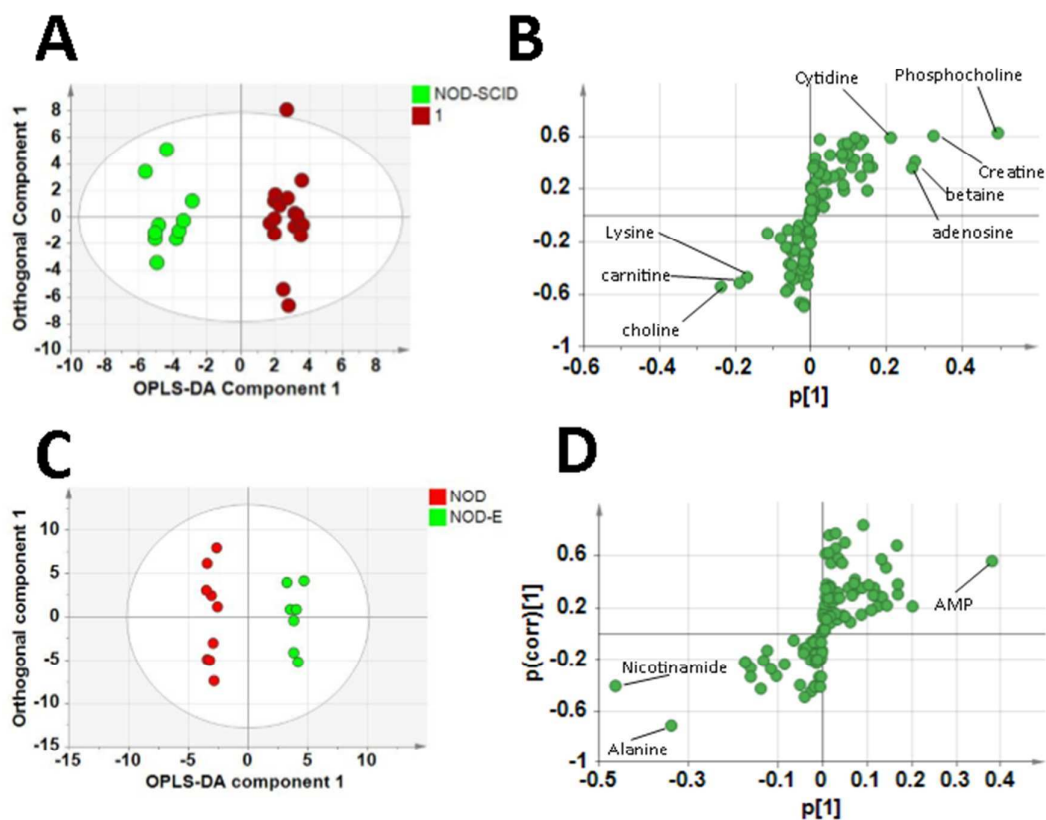 A
Orthogonal Component 1
8
6
4
2
0
-2
-4
-6
-8
-10
-10 -8 -6 -4 -2 0 2 4 6 8
OPLS-DA Component 1
NOD-SCID
1
B
Cytidine
Phosphocholine
Creatine
betaine
adenosine
Lysine
carnitine
choline
0.6
0.2
-0.2
-0.6
-1
-0.6 -0.4 -0.2 0 0.2 0.4
p[1]
C
Orthogonal component 1
10
5
0
-5
-10
-15
-15 -10 -5 0 5 10
OPLS-DA component 1
NOD
NOD-E
D
p(corr)[1]
0.6
0.2
-0.2
-0.6
-1
AMP
Nicotinamide
Alanine
-0.5 -0.3 -0.1 0 0.1 0.2 0.3 0.4
p[1]